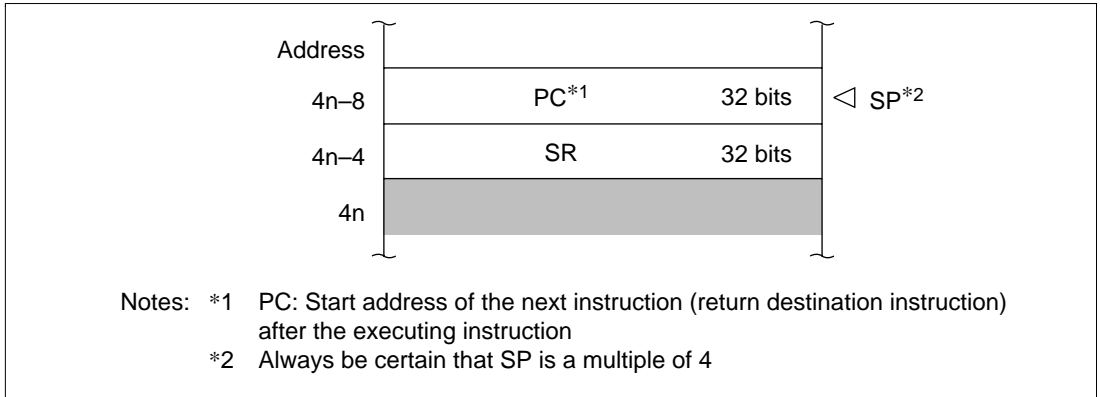 Address
4n–8 PC*1 32 bits SP*2
4n–4 SR 32 bits
4n
Notes: *1 PC: Start address of the next instruction (return destination instruction)
after the executing instruction
*2 Always be certain that SP is a multiple of 4